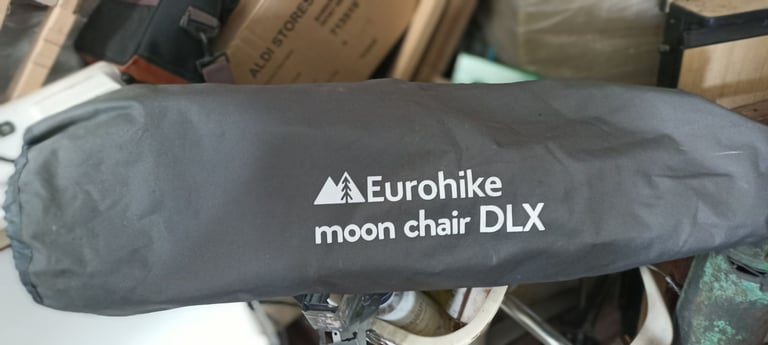 ALDI STORES
Eurohike
moon chair DLX